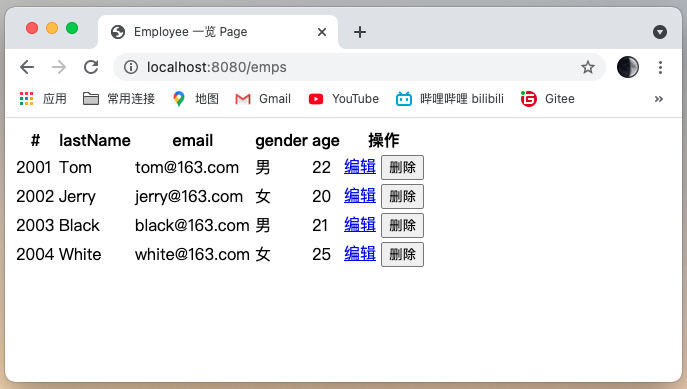 Employee 一览 Page
localhost:8080/emps
应用 常用连接 地图 Gmail YouTube 哔哩哔哩 bilibili Gitee
# lastName email gender age 操作
2001 Tom tom@163.com 男 22 编辑 删除
2002 Jerry jerry@163.com 女 20 编辑 删除
2003 Black black@163.com 男 21 编辑 删除
2004 White white@163.com 女 25 编辑 删除